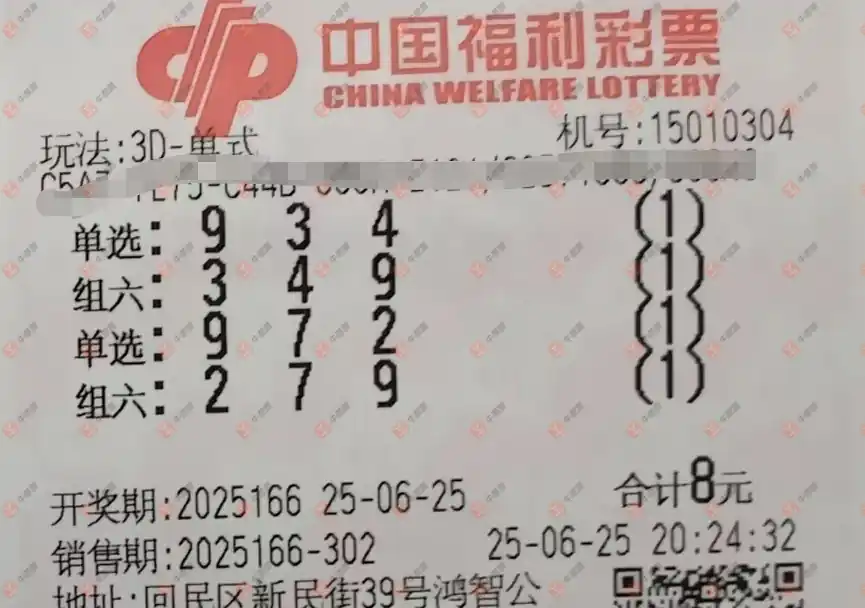 中国福利彩票
CHINA WELFARE LOTTERY
玩法:3D-单式 机号:15010304
单选: 9 3 4 (1)
组六: 3 4 9 (1)
单选: 9 7 2 (1)
组六: 2 7 9 (1)
开奖期:2025166 25-06-25 合计8元
销售期:2025166-302 25-06-25 20:24:32
地址:回民区新民街39号鸿智公